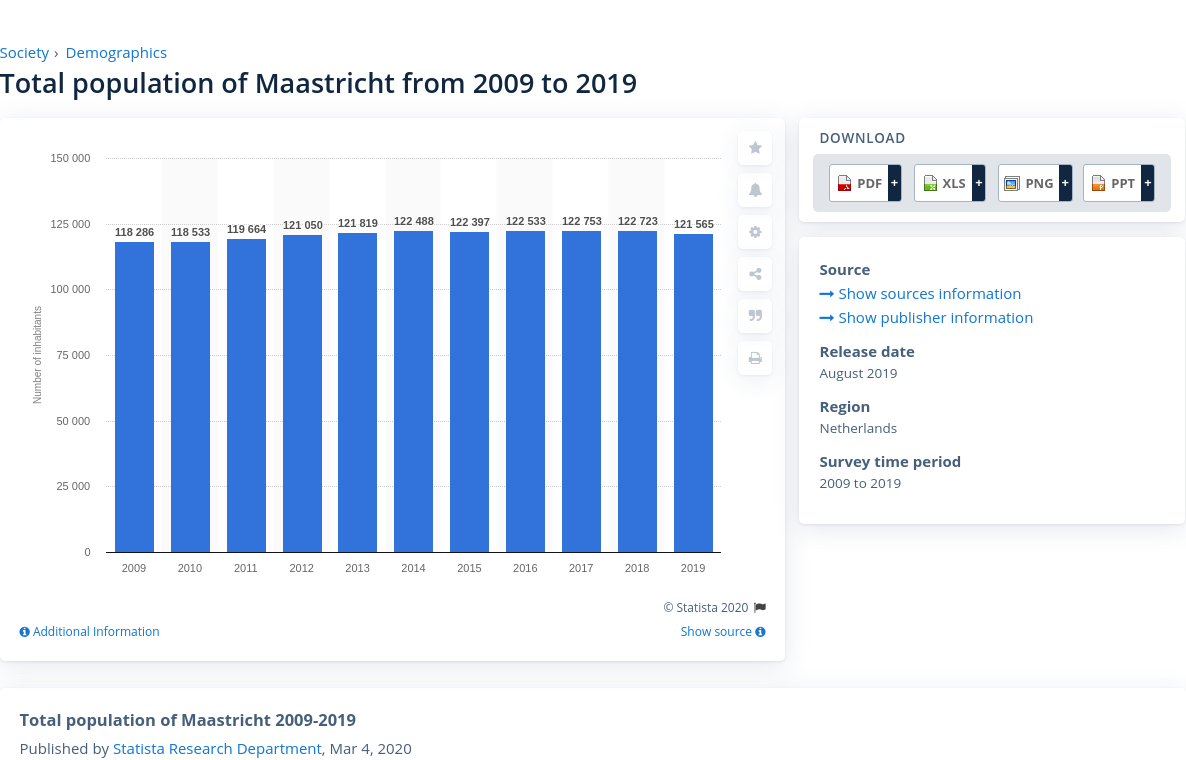 Society › Demographics
Total population of Maastricht from 2009 to 2019
150 000
125 000
100 000
75 000
50 000
25 000
0
Number of inhabitants
118 286 118 533 119 664 121 050 121 819 122 488 122 397 122 533 122 753 122 723 121 565
2009 2010 2011 2012 2013 2014 2015 2016 2017 2018 2019
© Statista 2020
Additional Information
Show source
DOWNLOAD
PDF + XLS + PNG + PPT +
Source
Show sources information
Show publisher information
Release date
August 2019
Region
Netherlands
Survey time period
2009 to 2019
Total population of Maastricht 2009-2019
Published by Statista Research Department, Mar 4, 2020